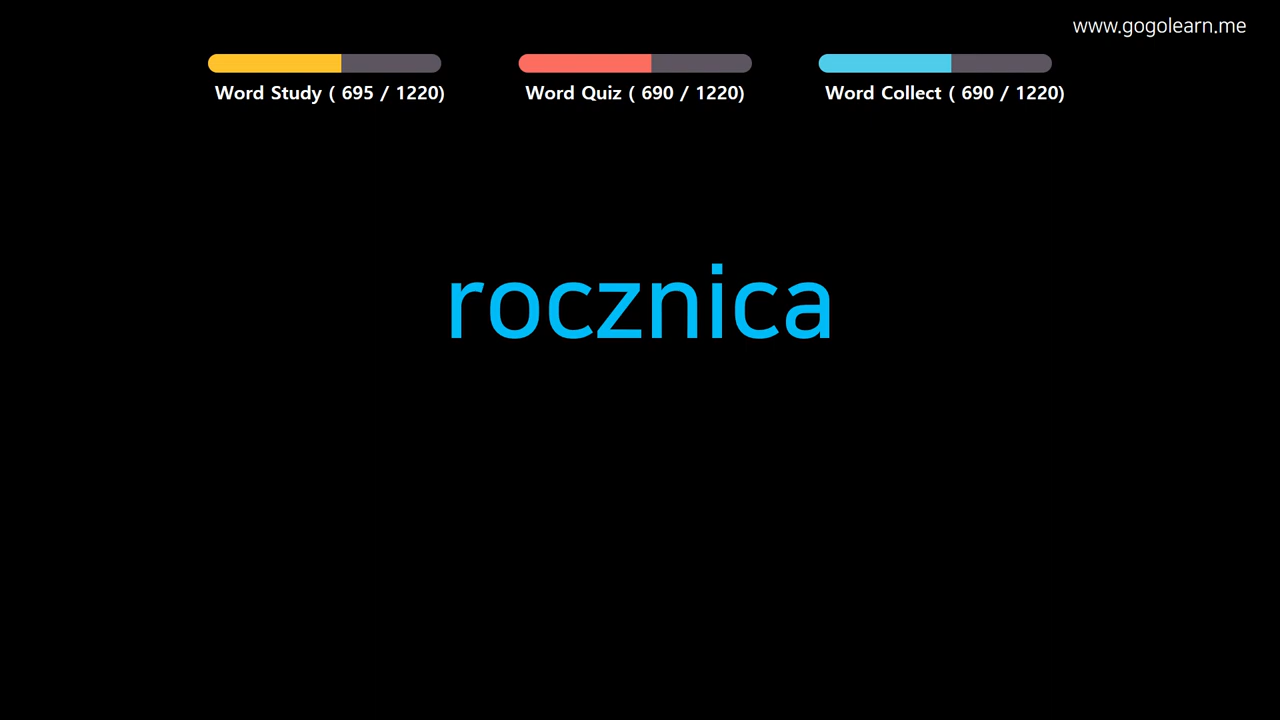 www.gogolearn.me
Word Study ( 695 / 1220)
Word Quiz ( 690 / 1220)
Word Collect ( 690 / 1220)
rocznica